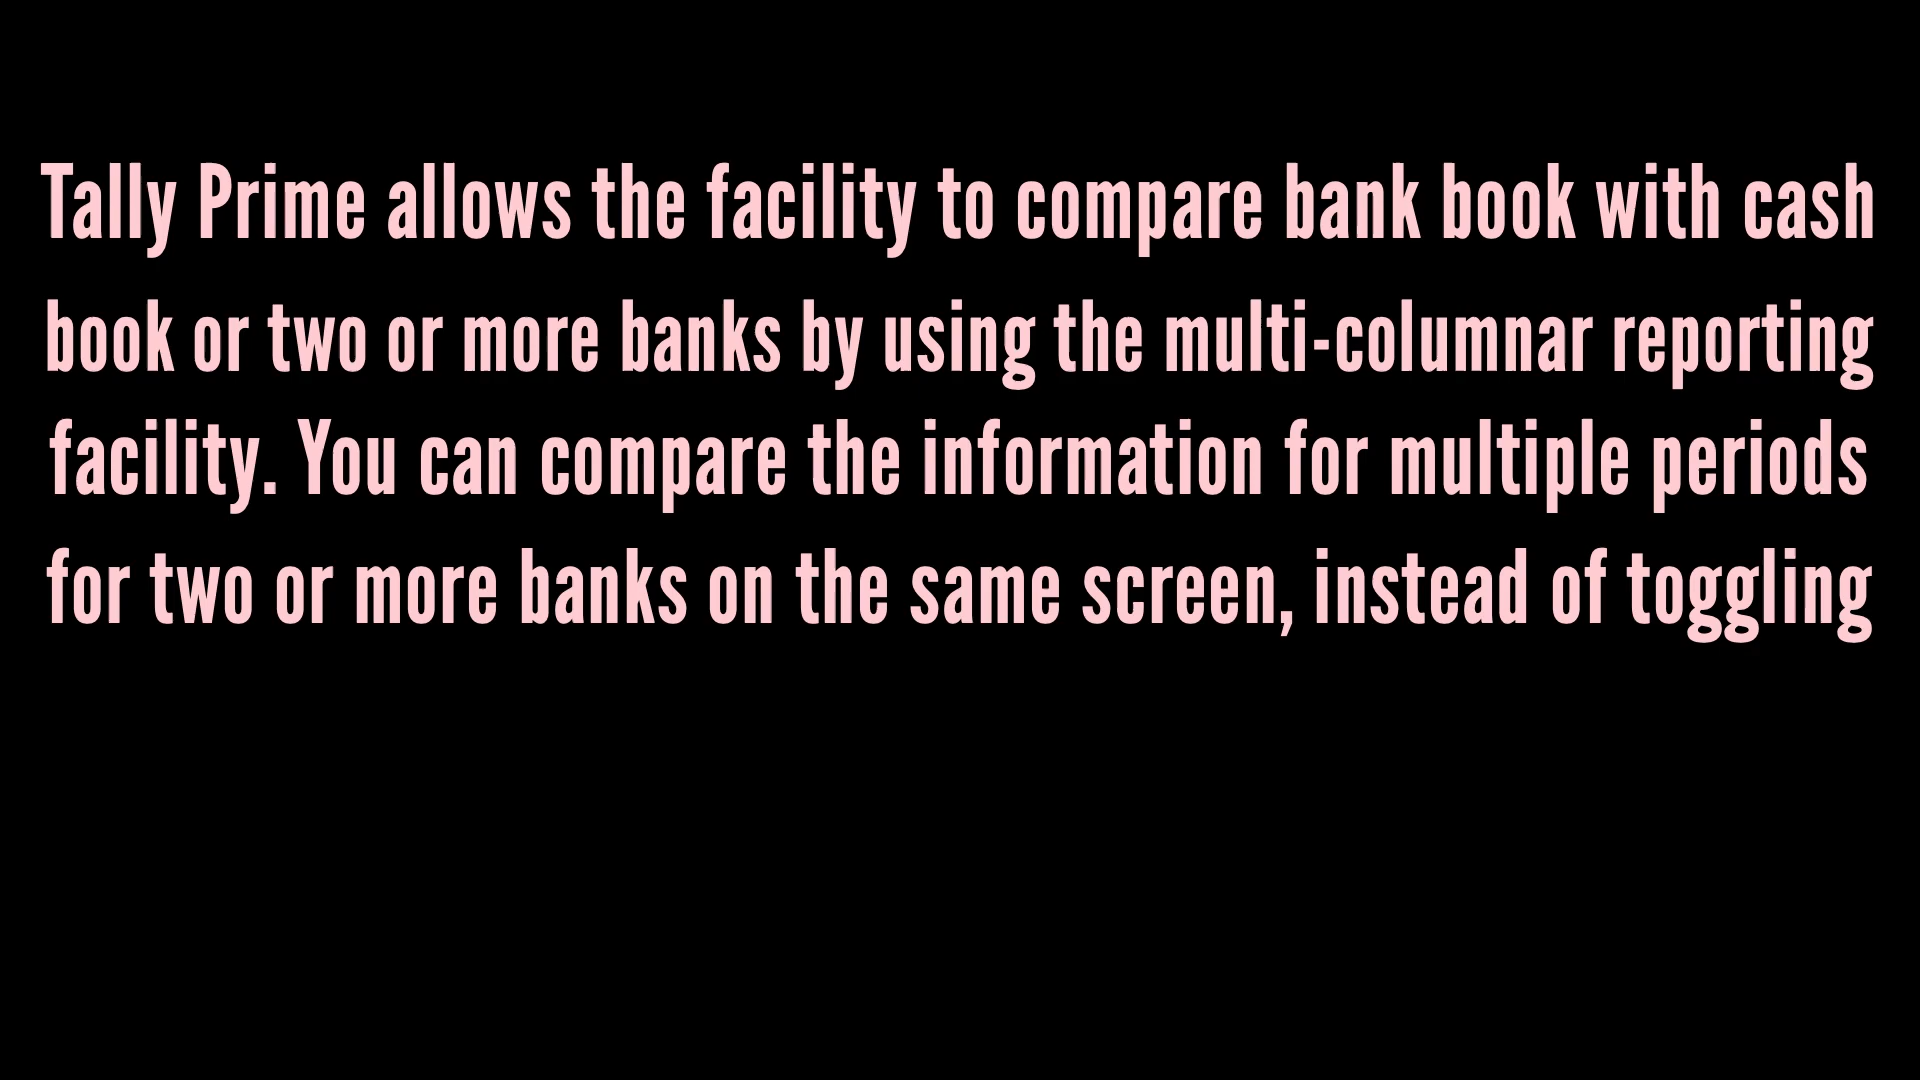 Tally Prime allows the facility to compare bank book with cash
book or two or more banks by using the multi-columnar reporting
facility. You can compare the information for multiple periods
for two or more banks on the same screen, instead of toggling